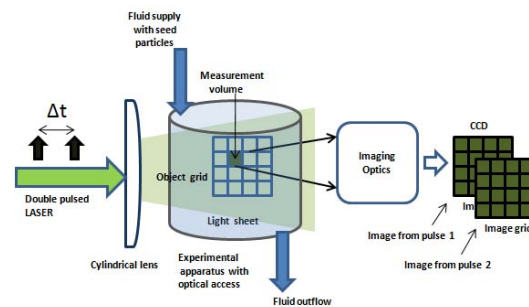 Fluid supply
with seed
particles
Measurement
volume
Δt
CCD
Imaging
Optics
Object grid
Double pulsed
LASER
Light sheet
Image grid
Image from pulse 1
Cylindrical lens
Experimental
apparatus with
optical access
Image from pulse 2
Fluid outflow